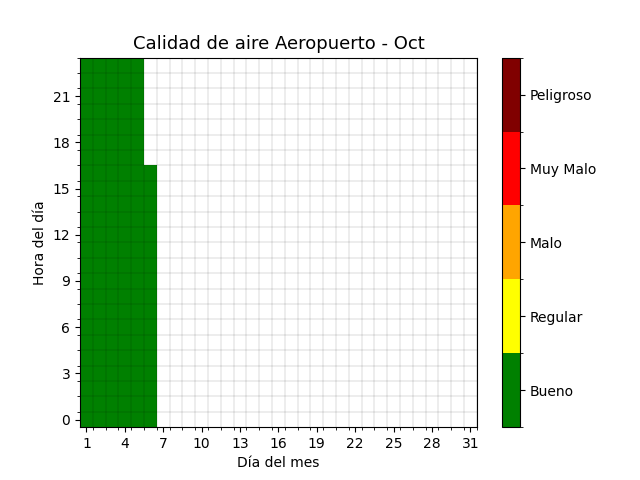 Calidad de aire Aeropuerto - Oct
Hora del día
21
18
15
12
9
6
3
0
1 4 7 10 13 16 19 22 25 28 31
Día del mes
Peligroso
Muy Malo
Malo
Regular
Bueno